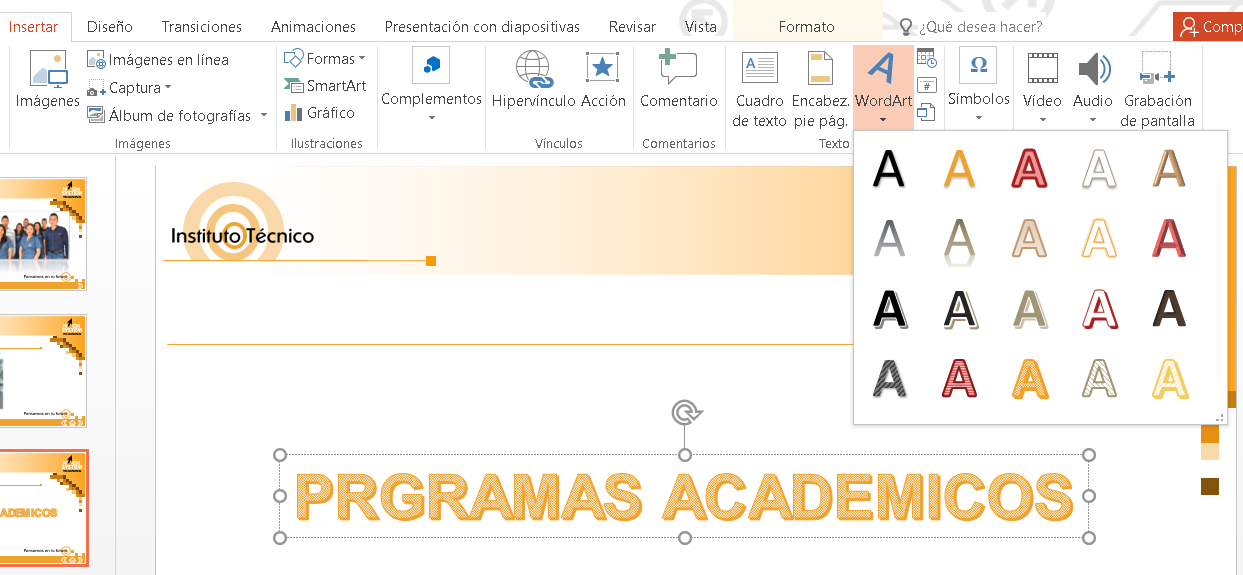 Insertar Diseño Transiciones Animaciones Presentación con diapositivas Revisar Vista Formato ¿Qué desea hacer? Comp
Imágenes
Imágenes en línea
Captura
Álbum de fotografías
Imágenes
Formas
SmartArt
Gráfico
Ilustraciones
Complementos
Hipervínculo Acción
Vínculos
Comentario
Comentarios
Cuadro de texto
Encabez. pie pág.
WordArt
#
Texto
Ω
Símbolos
Vídeo
Audio
Grabación de pantalla
A A A A A
A A A A A
A A A A A
A A A A A
Instituto Técnico
PRGRAMAS ACADEMICOS
ADEMICOS